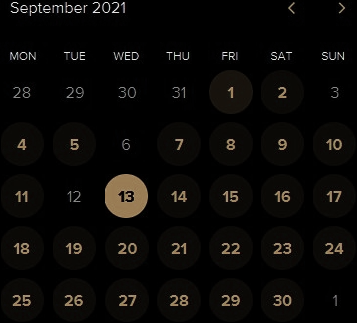 September 2021
MON TUE WED THU FRI SAT SUN
28 29 30 31 1 2 3
4 5 6 7 8 9 10
11 12 13 14 15 16 17
18 19 20 21 22 23 24
25 26 27 28 29 30 1